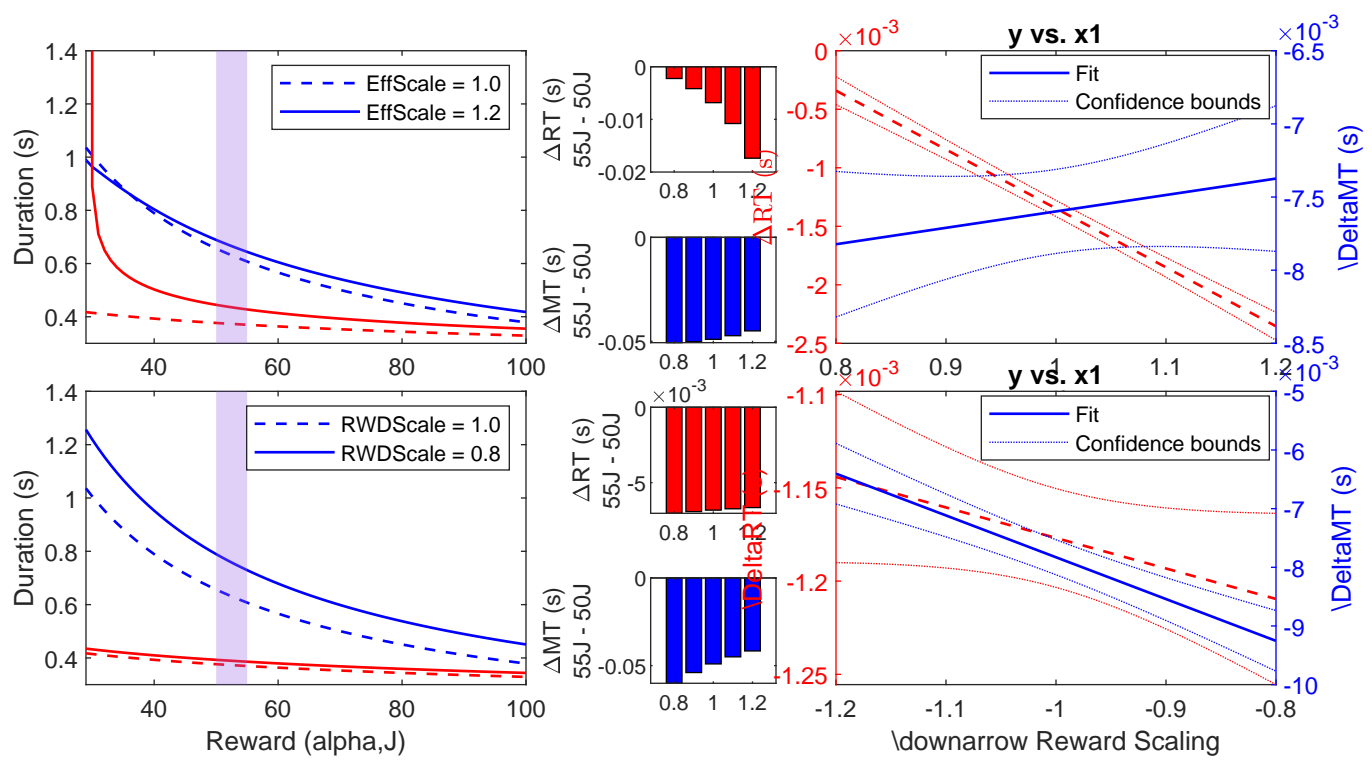 1.4
1.2
1
0.8
0.6
0.4
40
60
80
100
Duration (s)
EffScale = 1.0
EffScale = 1.2
0
-0.01
-0.02
0.8
1
1.2
ΔRT (s)
55J - 50J
0
-0.05
0.8
1
1.2
ΔMT (s)
55J - 50J
y vs. x1
×10⁻³
0
-0.5
-1
-1.5
-2
-2.5
ΔRT (s)
0.8
0.9
1
1.1
1.2
×10⁻³
-6.5
-7
-7.5
-8
-8.5
\DeltaMT (s)
Fit
Confidence bounds
1.4
1.2
1
0.8
0.6
0.4
40
60
80
100
Duration (s)
Reward (alpha,J)
RWDScale = 1.0
RWDScale = 0.8
×10⁻³
0
-5
0.8
1
1.2
ΔRT (s)
55J - 50J
0
-0.05
0.8
1
1.2
ΔMT (s)
55J - 50J
y vs. x1
×10⁻³
-1.1
-1.15
-1.2
-1.25
\DeltaRT (s)
-1.2
-1.1
-1
-0.9
-0.8
\downarrow Reward Scaling
×10⁻³
-5
-6
-7
-8
-9
-10
\DeltaMT (s)
Fit
Confidence bounds